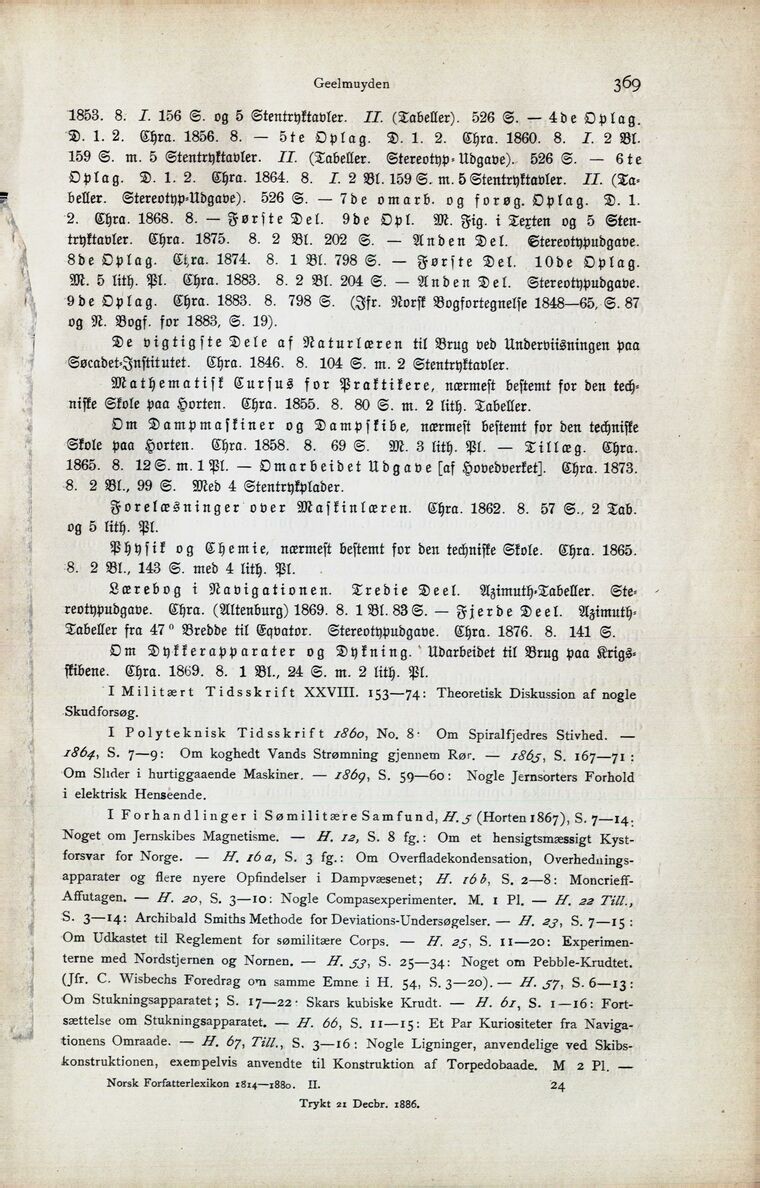 Geelmuyden 369
1853. 8. I. 156 S. og 5 Stentryktavler. II. (Tabeller). 526 S. — 4de Oplag.
D. 1. 2. Chra. 1856. 8. — 5te Oplag. D. 1. 2. Chra. 1860. 8. I. 2 Bl.
159 S. m. 5 Stentryktavler. II. (Tabeller. Stereotyp-Udgave). 526 S. — 6te
Oplag. D. 1. 2. Chra. 1864. 8. I. 2 Bl. 159 S. m. 5 Stentryktavler. II. (Ta-
beller. Stereotyp-Udgave). 526 S. — 7de omarb. og forøg. Oplag. D. 1.
2. Chra. 1868. 8. — Første Del. 9de Opl. M. Fig. i Texten og 5 Sten-
tryktavler. Chra. 1875. 8. 2 Bl. 202 S. — Anden Del. Stereotypudgave.
8de Oplag. Chra. 1874. 8. 1 Bl. 798 S. — Første Del. 10de Oplag.
M. 5 lith. Pl. Chra. 1883. 8. 2 Bl. 204 S. — Anden Del. Stereotypudgave.
9de Oplag. Chra. 1883. 8. 798 S. (Jfr. Norsk Bogfortegnelse 1848—65, S. 87
og N. Bogf. for 1883, S. 19).
De vigtigste Dele af Naturlæren til Brug ved Underviisningen paa
Søcadet-Institutet. Chra. 1846. 8. 104 S. m. 2 Stentryktavler.
Mathematisk Cursus for Praktikere, nærmest bestemt for den tech-
niske Skole paa Horten. Chra. 1855. 8. 80 S. m. 2 lith. Tabeller.
Om Dampmaskiner og Dampskibe, nærmest bestemt for den techniske
Skole paa Horten. Chra. 1858. 8. 69 S. M. 3 lith. Pl. — Tillæg. Chra.
1865. 8. 12 S. m. 1 Pl. — Omarbeidet Udgave [af Hovedverket]. Chra. 1873.
8. 2 Bl., 99 S. Med 4 Stentrykplader.
Forelæsninger over Maskinlæren. Chra. 1862. 8. 57 S., 2 Tab.
og 5 lith. Pl.
Physik og Chemie, nærmest bestemt for den techniske Skole. Chra. 1865.
8. 2 Bl., 143 S. med 4 lith. Pl.
Lærebog i Navigationen. Tredie Deel. Azimuth-Tabeller. Ste-
reotypudgave. Chra. (Altenburg) 1869. 8. 1 Bl. 83 S. — Fjerde Deel. Azimuth-
Tabeller fra 47° Bredde til Eqvator. Stereotypudgave. Chra. 1876. 8. 141 S.
Om Dykkerapparater og Dykning. Udarbeidet til Brug paa Krigs-
skibene. Chra. 1869. 8. 1 Bl., 24 S. m. 2 lith. Pl.
I Militært Tidsskrift XXVIII. 153—74: Theoretisk Diskussion af nogle
Skudforsøg.
I Polyteknisk Tidsskrift 1860, No. 8: Om Spiralfjedres Stivhed. —
1864, S. 7—9: Om koghedt Vands Strømning gjennem Rør. — 1865, S. 167—71:
Om Slider i hurtiggaaende Maskiner. — 1869, S. 59—60: Nogle Jernsorters Forhold
i elektrisk Henseende.
I Forhandlinger i Sømilitære Samfund, H. 5 (Horten 1867), S. 7—14:
Noget om Jernskibes Magnetisme. — H. 12, S. 8 fg.: Om et hensigtsmæssigt Kyst-
forsvar for Norge. — H. 16 a, S. 3 fg.: Om Overfladekondensation, Overhednings-
apparater og flere nyere Opfindelser i Dampvæsenet; H. 16 b, S. 2—8: Moncrieff-
Affutagen. — H. 20, S. 3—10: Nogle Compasexperimenter. M. 1 Pl. — H. 22 Till.,
S. 3—14: Archibald Smiths Methode for Deviations-Undersøgelser. — H. 23, S. 7—15:
Om Udkastet til Reglement for sømilitære Corps. — H. 25, S. 11—20: Experimen-
terne med Nordstjernen og Nornen. — H. 53, S. 25—34: Noget om Pebble-Krudtet.
(Jfr. C. Wisbechs Foredrag om samme Emne i H. 54, S. 3—20). — H. 57, S. 6—13:
Om Stukningsapparatet; S. 17—22: Skars kubiske Krudt. — H. 61, S. 1—16: Fort-
sættelse om Stukningsapparatet. — H. 66, S. 11—15: Et Par Kuriositeter fra Naviga-
tionens Omraade. — H. 67, Till., S. 3—16: Nogle Ligninger, anvendelige ved Skibs-
konstruktionen, exempelvis anvendte til Konstruktion af Torpedobaade. M 2 Pl. —
Norsk Forfatterlexikon 1814—1880. II. 24
Trykt 21 Decbr. 1886.